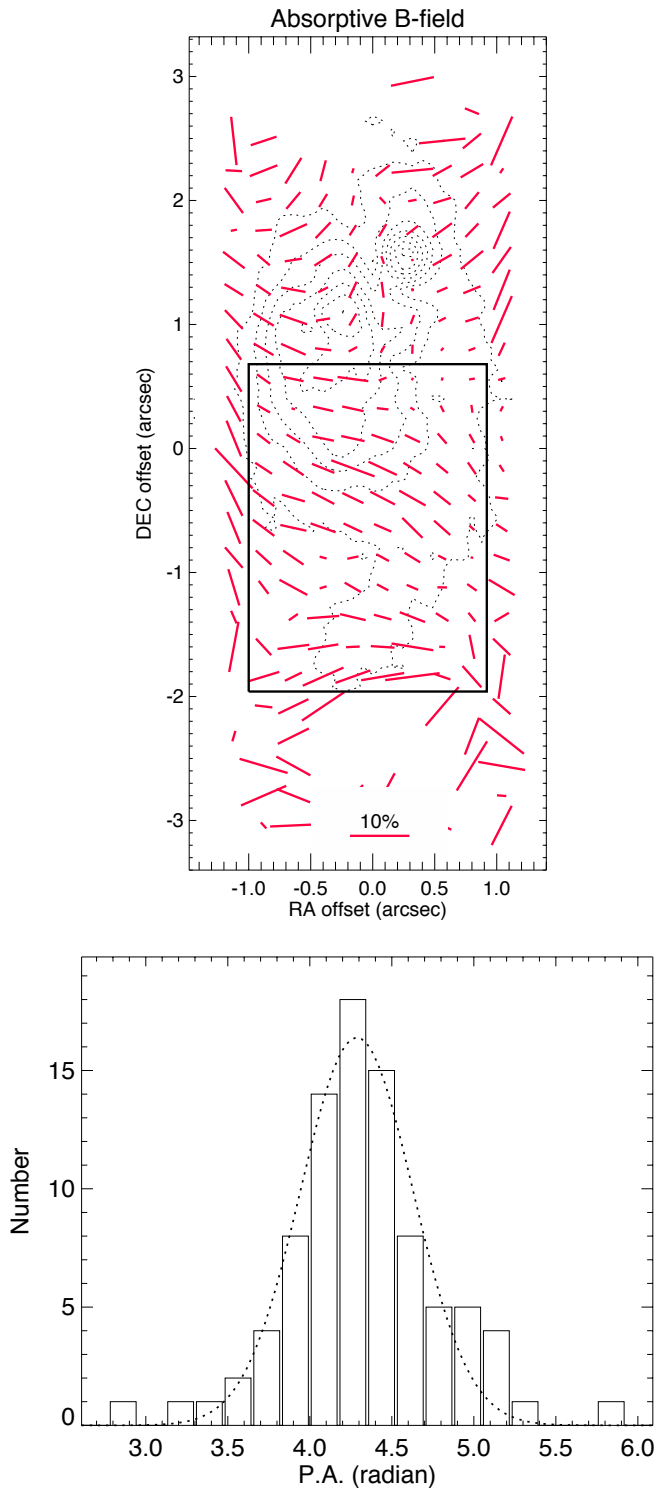 Absorptive B-field
3
2
1
0
-1
-2
-3
DEC offset (arcsec)
10%
-1.0 -0.5 0.0 0.5 1.0
RA offset (arcsec)
15
10
5
0
Number
3.0 3.5 4.0 4.5 5.0 5.5 6.0
P.A. (radian)